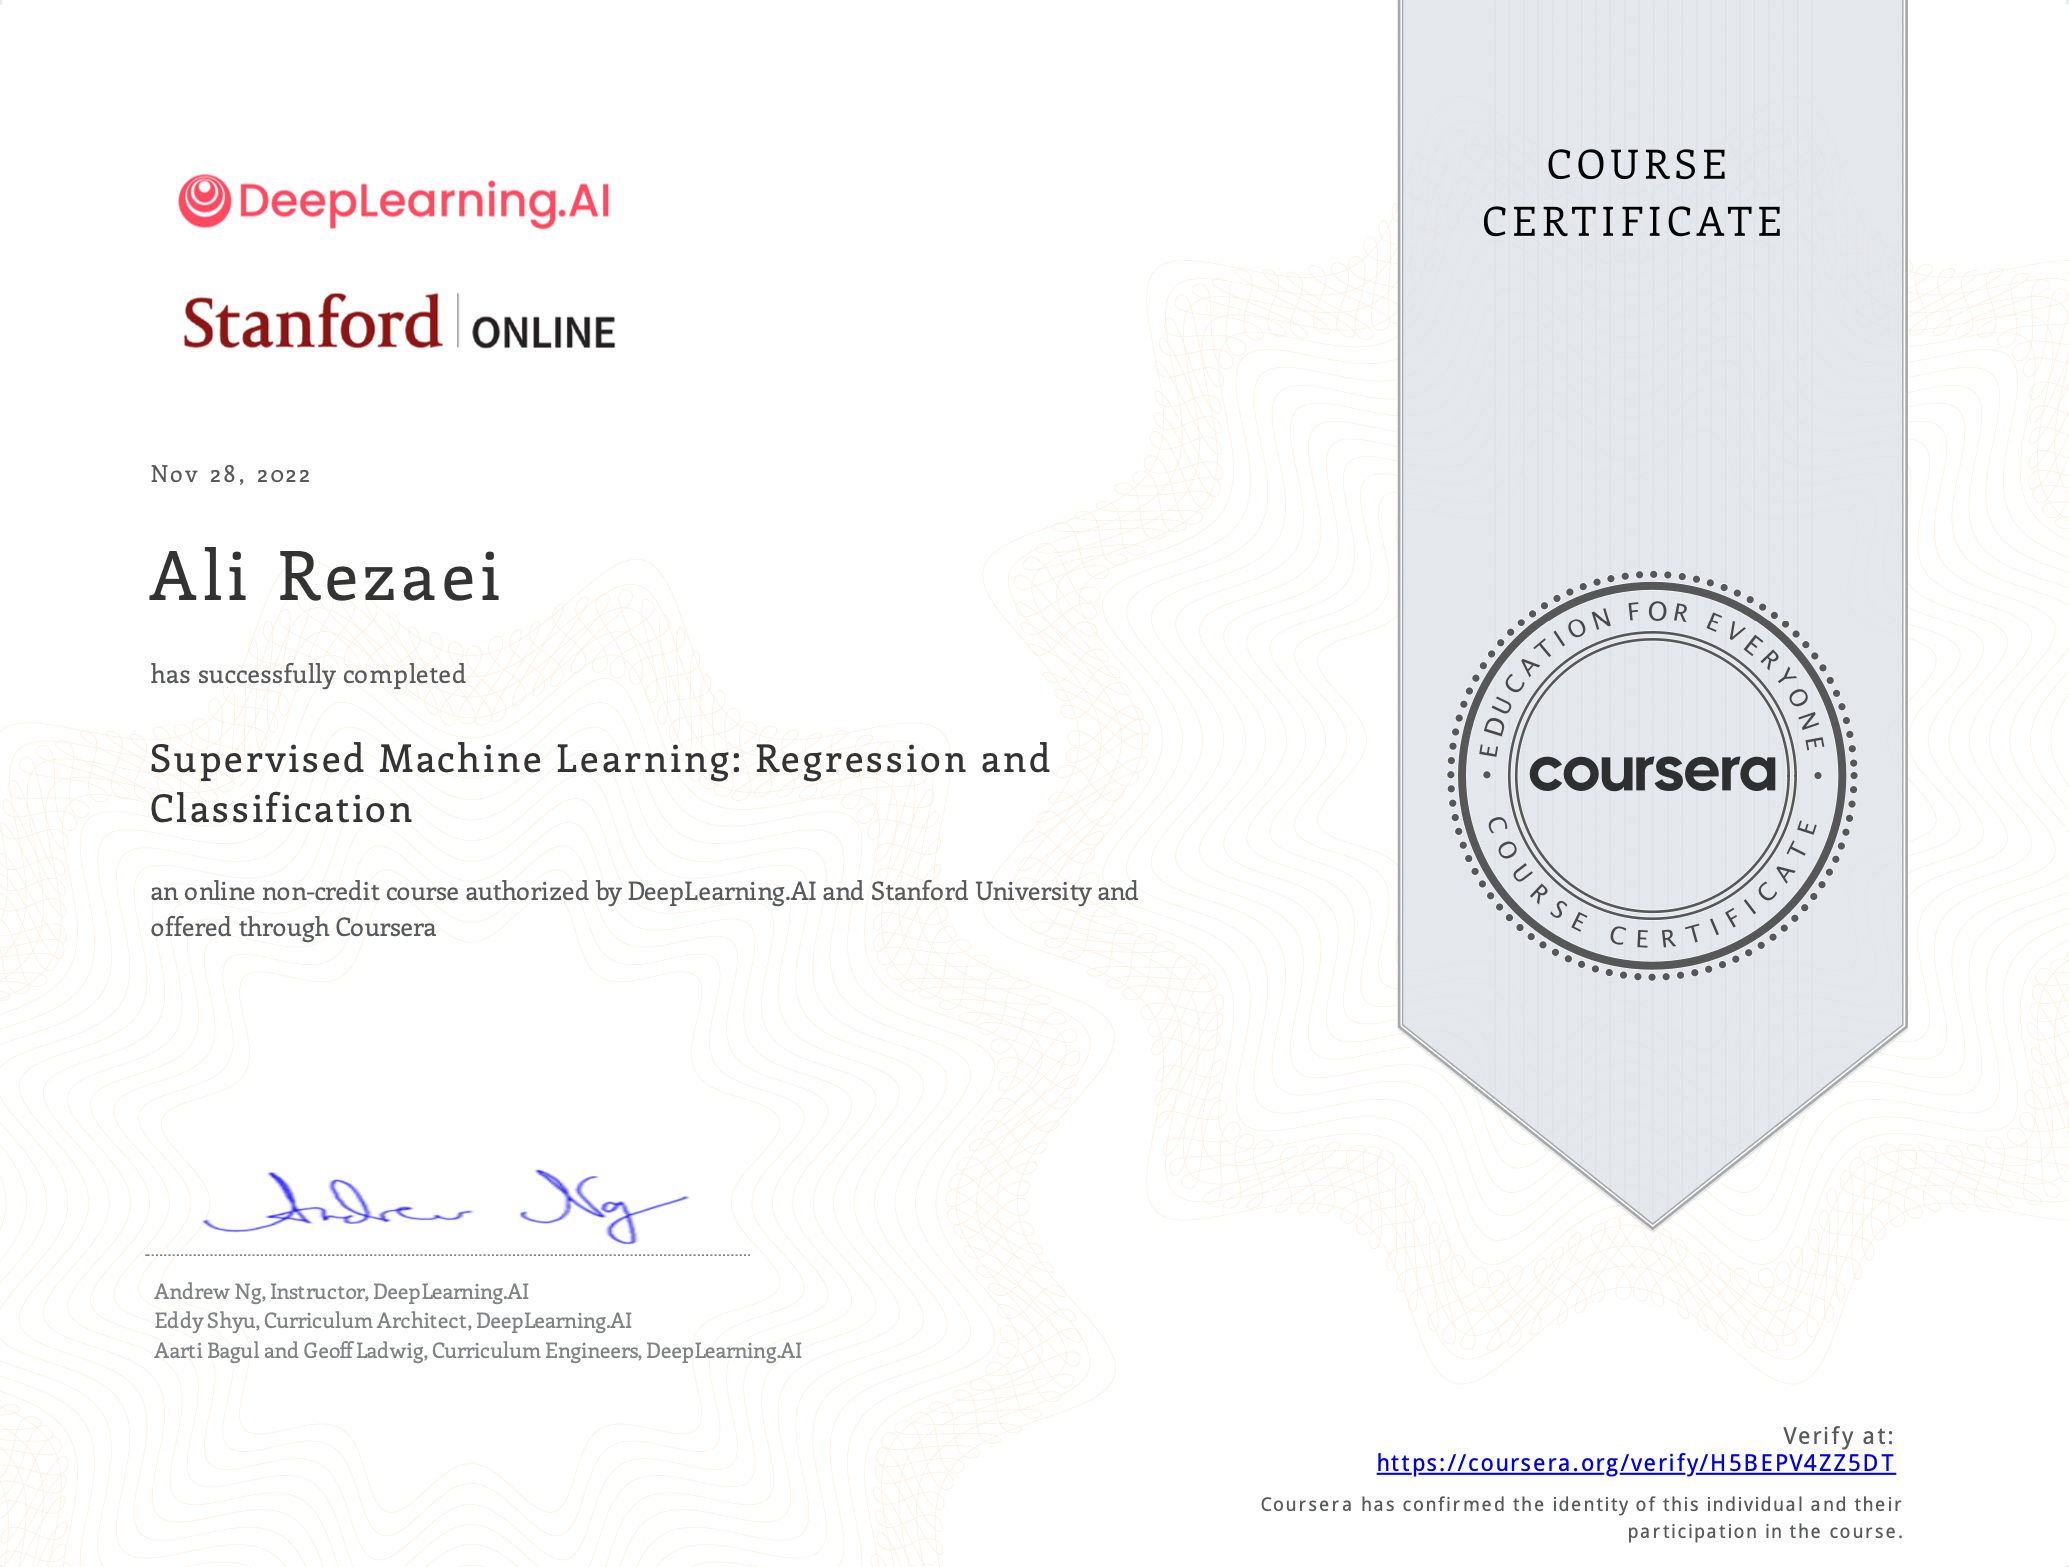 DeepLearning.AI
Stanford ONLINE
Nov 28, 2022
Ali Rezaei
has successfully completed
Supervised Machine Learning: Regression and
Classification
an online non-credit course authorized by DeepLearning.AI and Stanford University and
offered through Coursera
Andrew Ng
Andrew Ng, Instructor, DeepLearning.AI
Eddy Shyu, Curriculum Architect, DeepLearning.AI
Aarti Bagul and Geoff Ladwig, Curriculum Engineers, DeepLearning.AI
COURSE
CERTIFICATE
EDUCATION FOR EVERYONE
coursera
COURSE CERTIFICATE
Verify at:
https://coursera.org/verify/H5BEPV4ZZ5DT
Coursera has confirmed the identity of this individual and their
participation in the course.